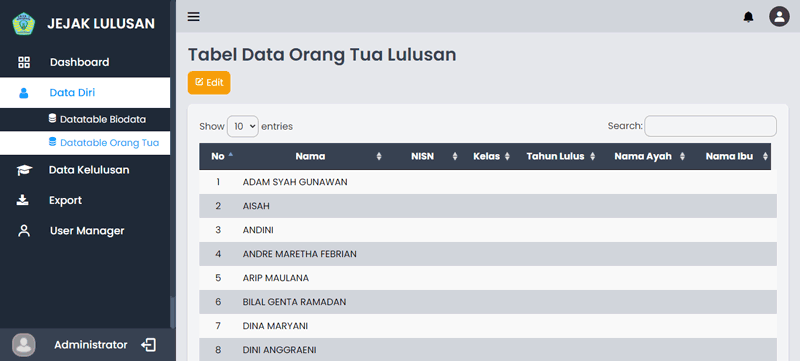 JEJAK LULUSAN
Dashboard
Data Diri
Datatable Biodata
Datatable Orang Tua
Data Kelulusan
Export
User Manager
Administrator
Tabel Data Orang Tua Lulusan
Edit
Show 10 entries
Search:
No Nama NISN Kelas Tahun Lulus Nama Ayah Nama Ibu
1 ADAM SYAH GUNAWAN
2 AISAH
3 ANDINI
4 ANDRE MARETHA FEBRIAN
5 ARIP MAULANA
6 BILAL GENTA RAMADAN
7 DINA MARYANI
8 DINI ANGGRAENI